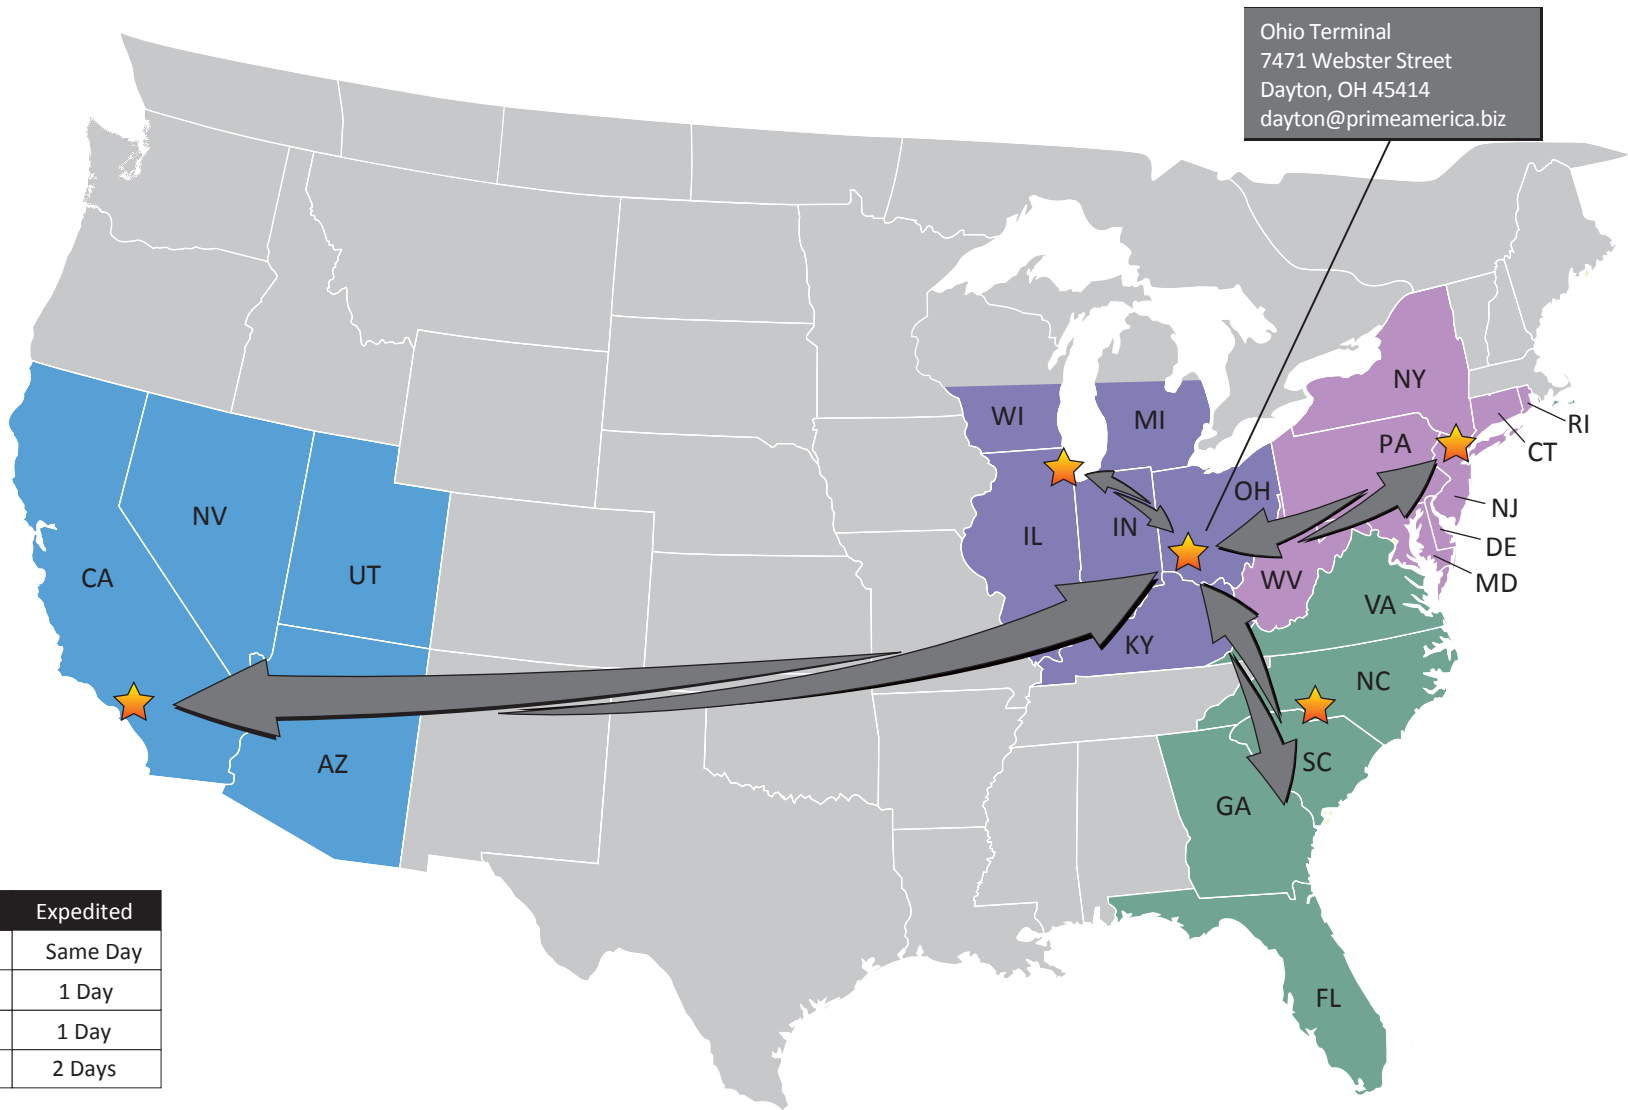 Ohio Terminal
7471 Webster Street
Dayton, OH 45414
dayton@primeamerica.biz
NY
WI
MI
RI
PA
CT
OH
NJ
NV
IN
IL
DE
CA
UT
WV
MD
VA
KY
NC
AZ
SC
GA
FL
Expedited
Same Day
1 Day
1 Day
2 Days